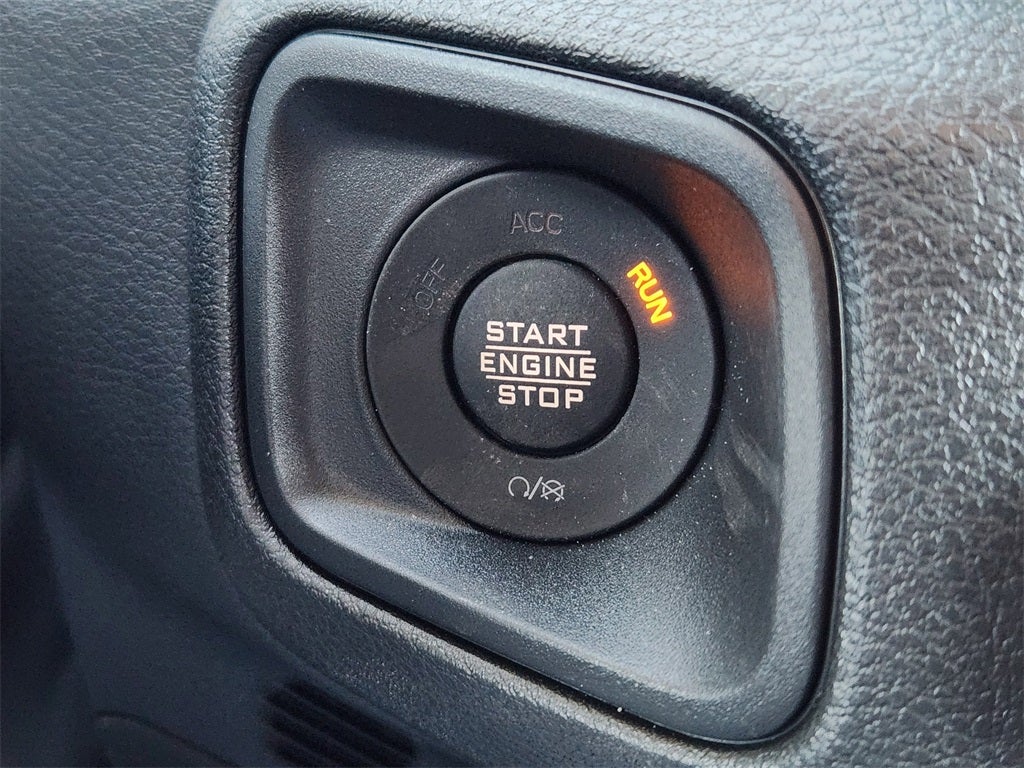 ACC
OFF
RUN
START
ENGINE
STOP